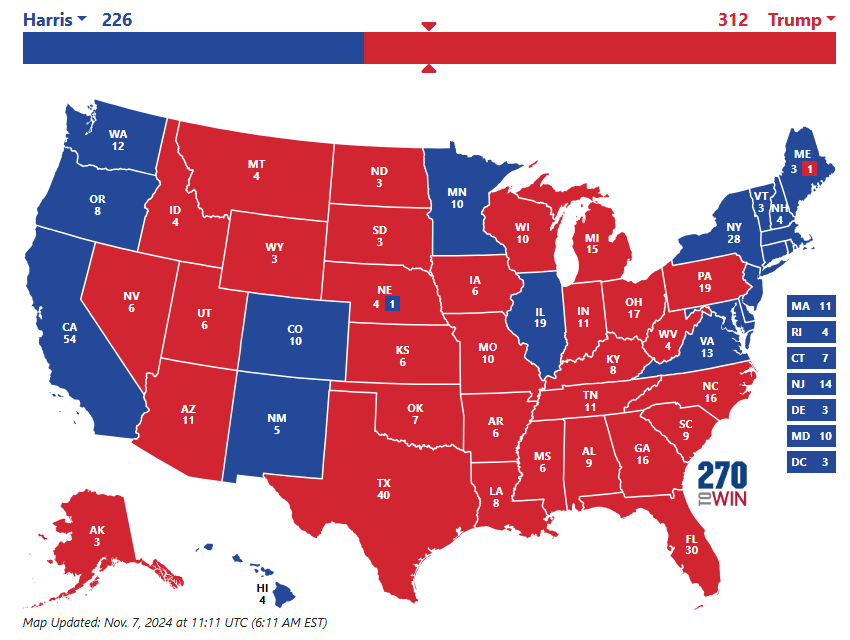 Harris 226
312 Trump
WA
12
OR
8
CA
54
NV
6
ID
4
MT
4
WY
3
UT
6
AZ
11
CO
10
NM
5
ND
3
SD
3
NE
4 1
KS
6
OK
7
TX
40
MN
10
IA
6
MO
10
AR
6
LA
8
WI
10
IL
19
MI
15
IN
11
OH
17
KY
8
TN
11
MS
6
AL
9
GA
16
FL
30
SC
9
NC
16
VA
13
WV
4
PA
19
NY
28
VT
3
NH
4
ME
3 1
MA 11
RI 4
CT 7
NJ 14
DE 3
MD 10
DC 3
270
TO WIN
AK
3
HI
4
Map Updated: Nov. 7, 2024 at 11:11 UTC (6:11 AM EST)